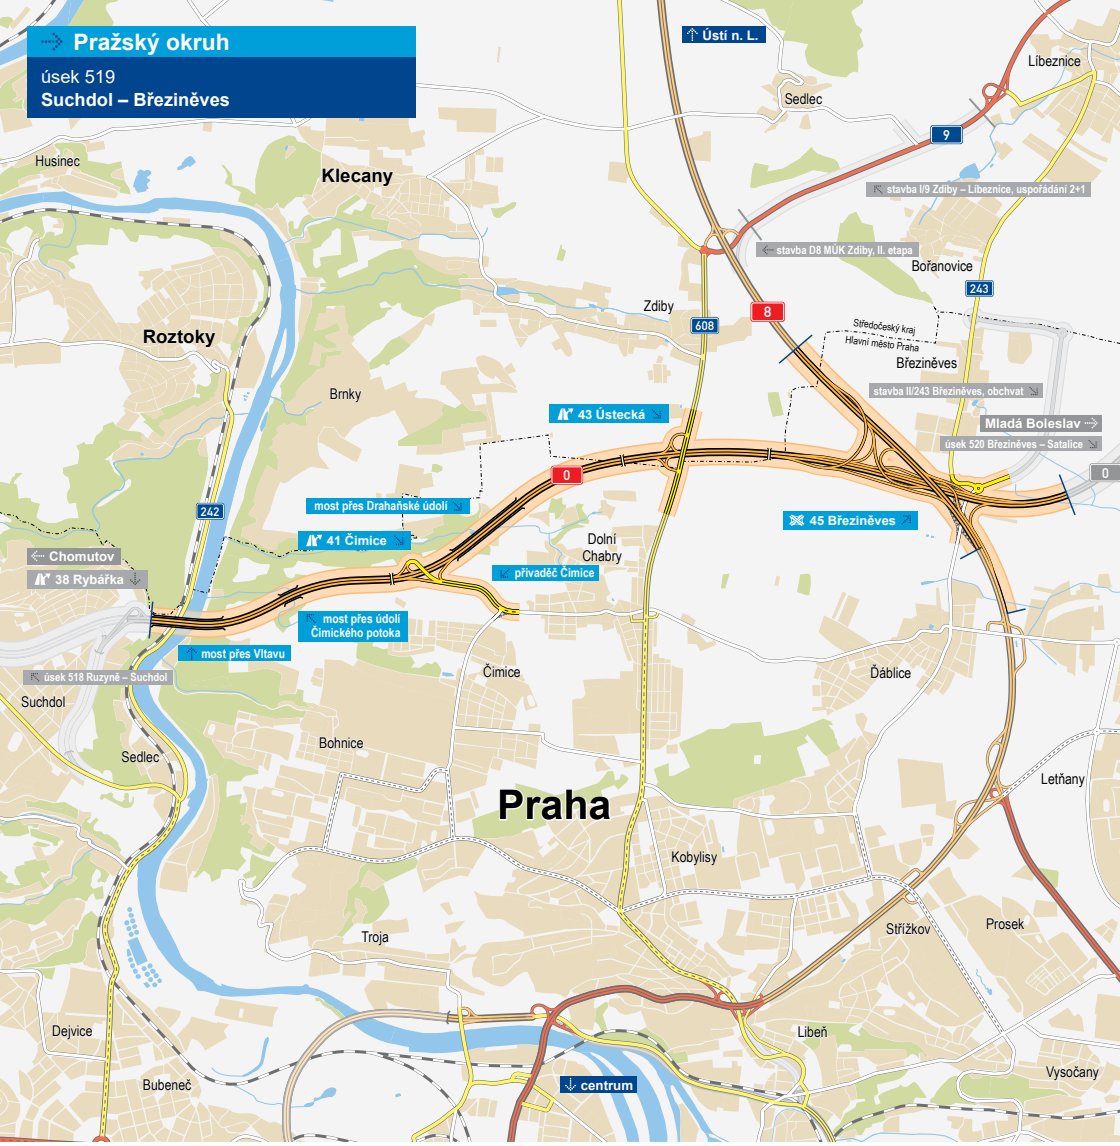 Pražský okruh
úsek 519
Suchdol – Březiněves
Ústí n. L.
Líbeznice
Sedlec
9
Husinec
Klecany
stavba I/9 Zdiby – Líbeznice, uspořádání 2+1
stavba D8 MÚK Zdiby, II. etapa
Bořanovice
243
Zdiby
8
608
Středočeský kraj
Hlavní město Praha
Roztoky
Březiněves
Brnky
stavba II/243 Březiněves, obchvat
43 Ústecká
Mladá Boleslav
úsek 520 Březiněves – Satalice
0
0
most přes Drahaňské údolí
242
45 Březiněves
41 Čimice
Dolní
Chabry
Chomutov
38 Rybářka
přivaděč Čimice
most přes údolí
Čimického potoka
most přes Vltavu
úsek 518 Ruzyně – Suchdol
Čimice
Ďáblice
Suchdol
Bohnice
Sedlec
Letňany
Praha
Kobylisy
Prosek
Střížkov
Troja
Dejvice
Libeň
Vysočany
Bubeneč
centrum